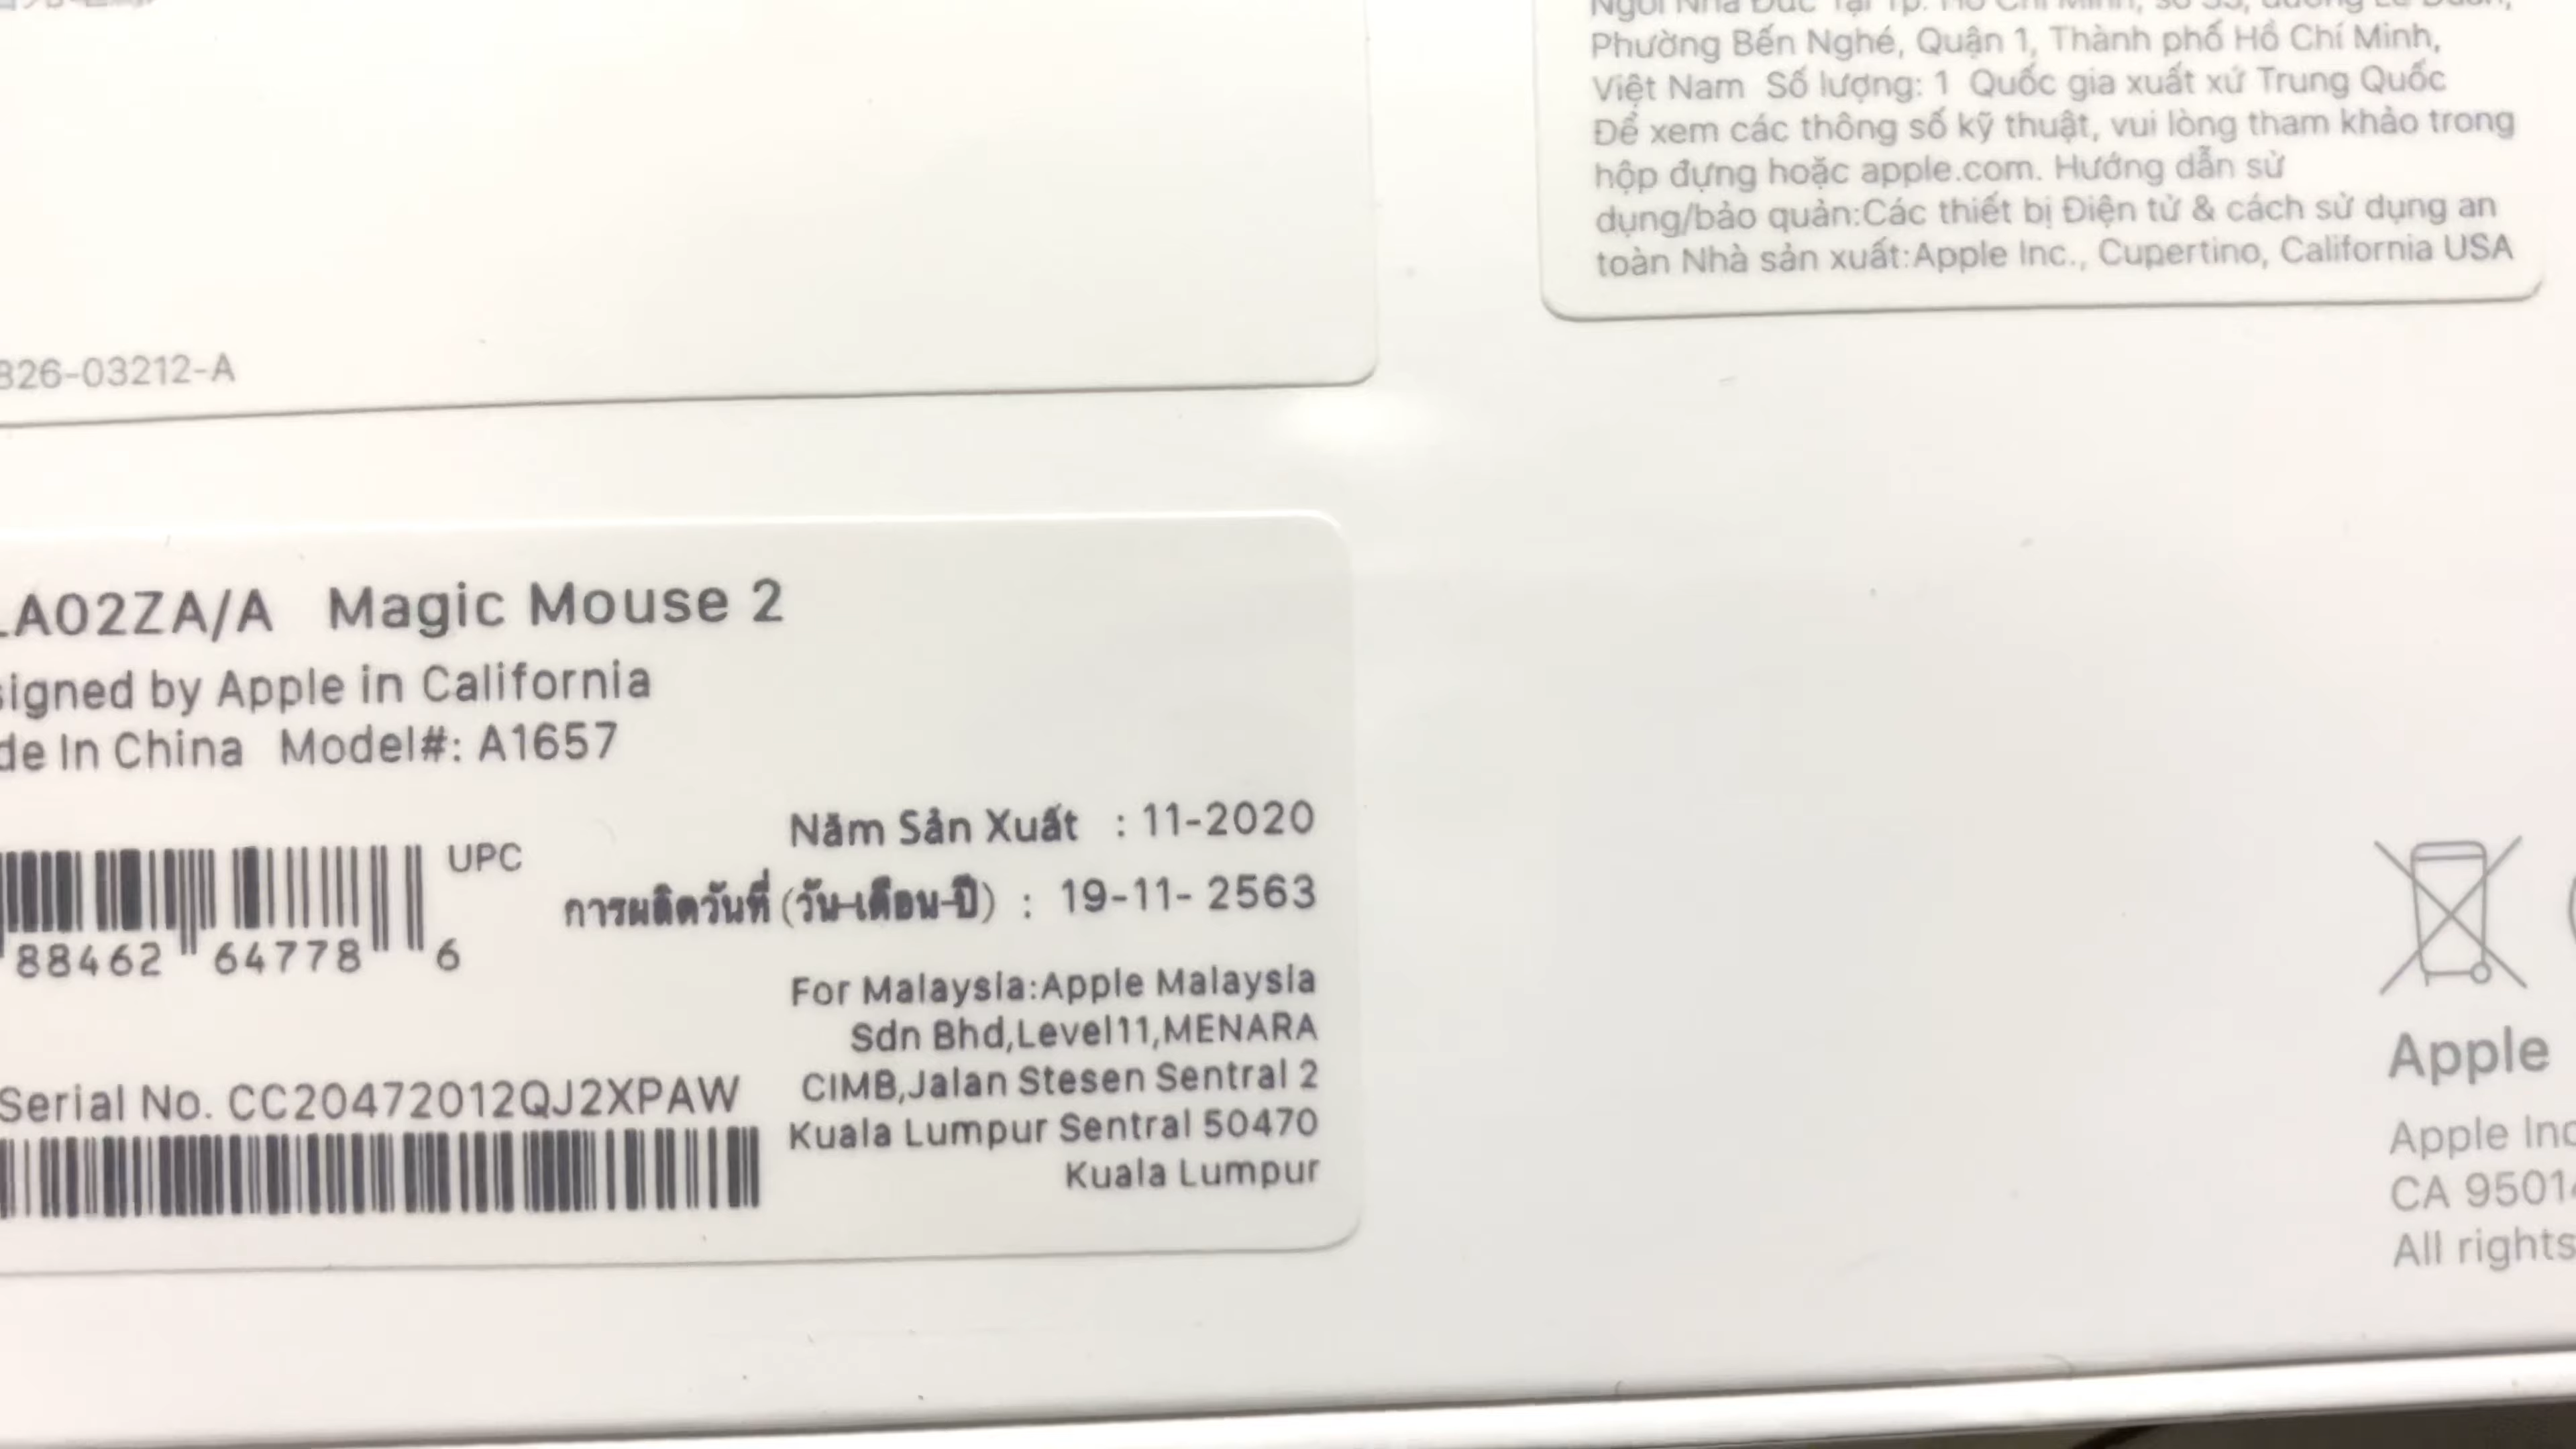 Phường Bến Nghé, Quận 1, Thành phố Hồ Chí Minh,
Việt Nam Số lượng: 1 Quốc gia xuất xứ Trung Quốc
Để xem các thông số kỹ thuật, vui lòng tham khảo trong
hộp đựng hoặc apple.com. Hướng dẫn sử
dụng/bảo quản:Các thiết bị Điện tử & cách sử dụng an
toàn Nhà sản xuất:Apple Inc., Cupertino, California USA
826-03212-A
LA02ZA/A Magic Mouse 2
signed by Apple in California
de In China Model#: A1657
Năm Sản Xuất : 11-2020
UPC
การผลิตวันที่ (วัน-เดือน-ปี) : 19-11- 2563
88462 64778 6
For Malaysia:Apple Malaysia
Sdn Bhd,Level11,MENARA
CIMB,Jalan Stesen Sentral 2
Kuala Lumpur Sentral 50470
Kuala Lumpur
Serial No. CC20472012QJ2XPAW
Apple
Apple Inc
CA 9501
All rights